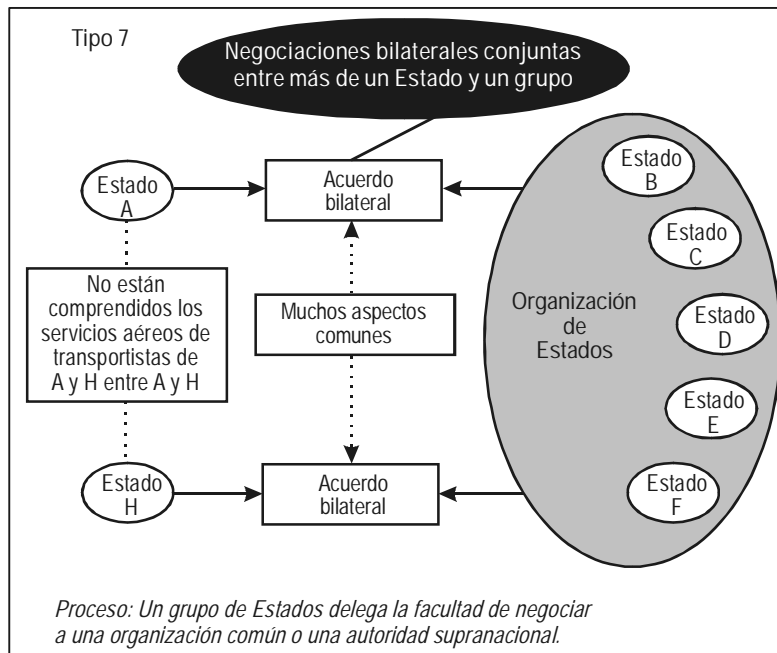 Tipo 7
Negociaciones bilaterales conjuntas
entre más de un Estado y un grupo
Estado
A
Acuerdo
bilateral
Estado
B
Estado
C
No están
comprendidos los
servicios aéreos de
transportistas de
A y H entre A y H
Muchos aspectos
comunes
Organización
de
Estados
Estado
D
Estado
E
Estado
H
Acuerdo
bilateral
Estado
F
Proceso: Un grupo de Estados delega la facultad de negociar
a una organización común o una autoridad supranacional.